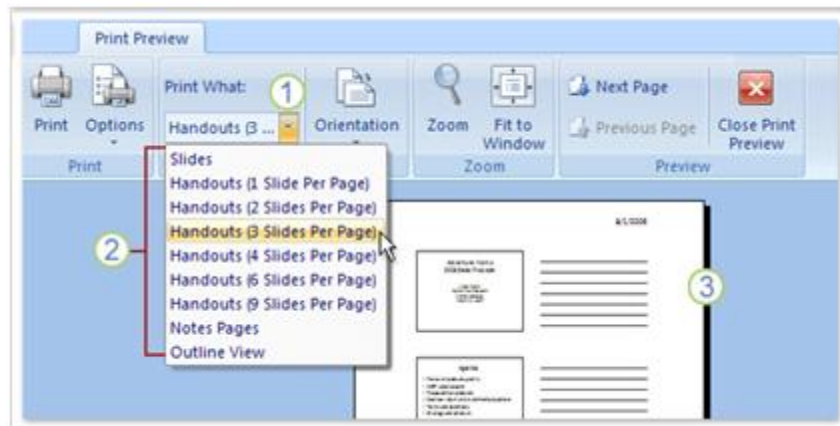 Print Preview
Print What:
1
Handouts (3 ...
Print
Options
Orientation
Zoom
Fit to
Window
Next Page
Previous Page
Close Print
Preview
Print
Zoom
Preview
2
Slides
Handouts (1 Slide Per Page)
Handouts (2 Slides Per Page)
Handouts (3 Slides Per Page)
Handouts (4 Slides Per Page)
Handouts (6 Slides Per Page)
Handouts (9 Slides Per Page)
Notes Pages
Outline View
3
Agenda